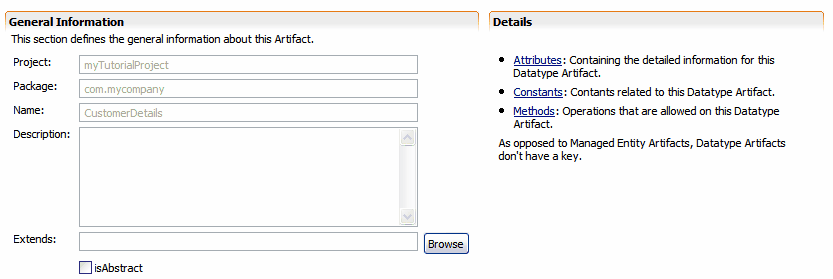 General Information
This section defines the general information about this Artifact.
Project: myTutorialProject
Package: com.mycompany
Name: CustomerDetails
Description:
Extends: Browse
isAbstract
Details
• Attributes: Containing the detailed information for this
Datatype Artifact.
• Constants: Contants related to this Datatype Artifact.
• Methods: Operations that are allowed on this Datatype
Artifact.
As opposed to Managed Entity Artifacts, Datatype Artifacts
don't have a key.